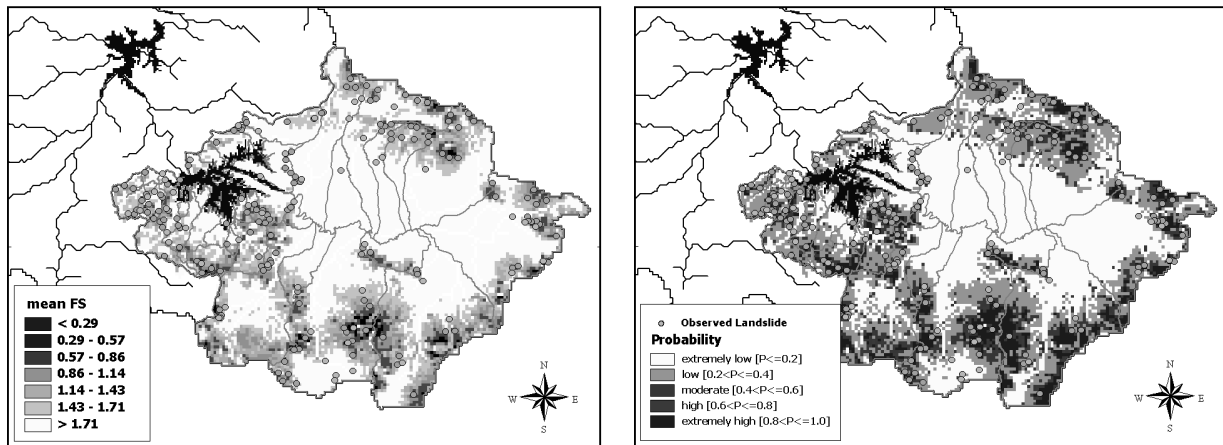 mean FS
< 0.29
0.29 - 0.57
0.57 - 0.86
0.86 - 1.14
1.14 - 1.43
1.43 - 1.71
> 1.71
N
W E
S
Observed Landslide
Probability
extremely low [P<=0.2]
low [0.2<P<=0.4]
moderate [0.4<P<=0.6]
high [0.6<P<=0.8]
extremely high [0.8<P<=1.0]
N
W E
S